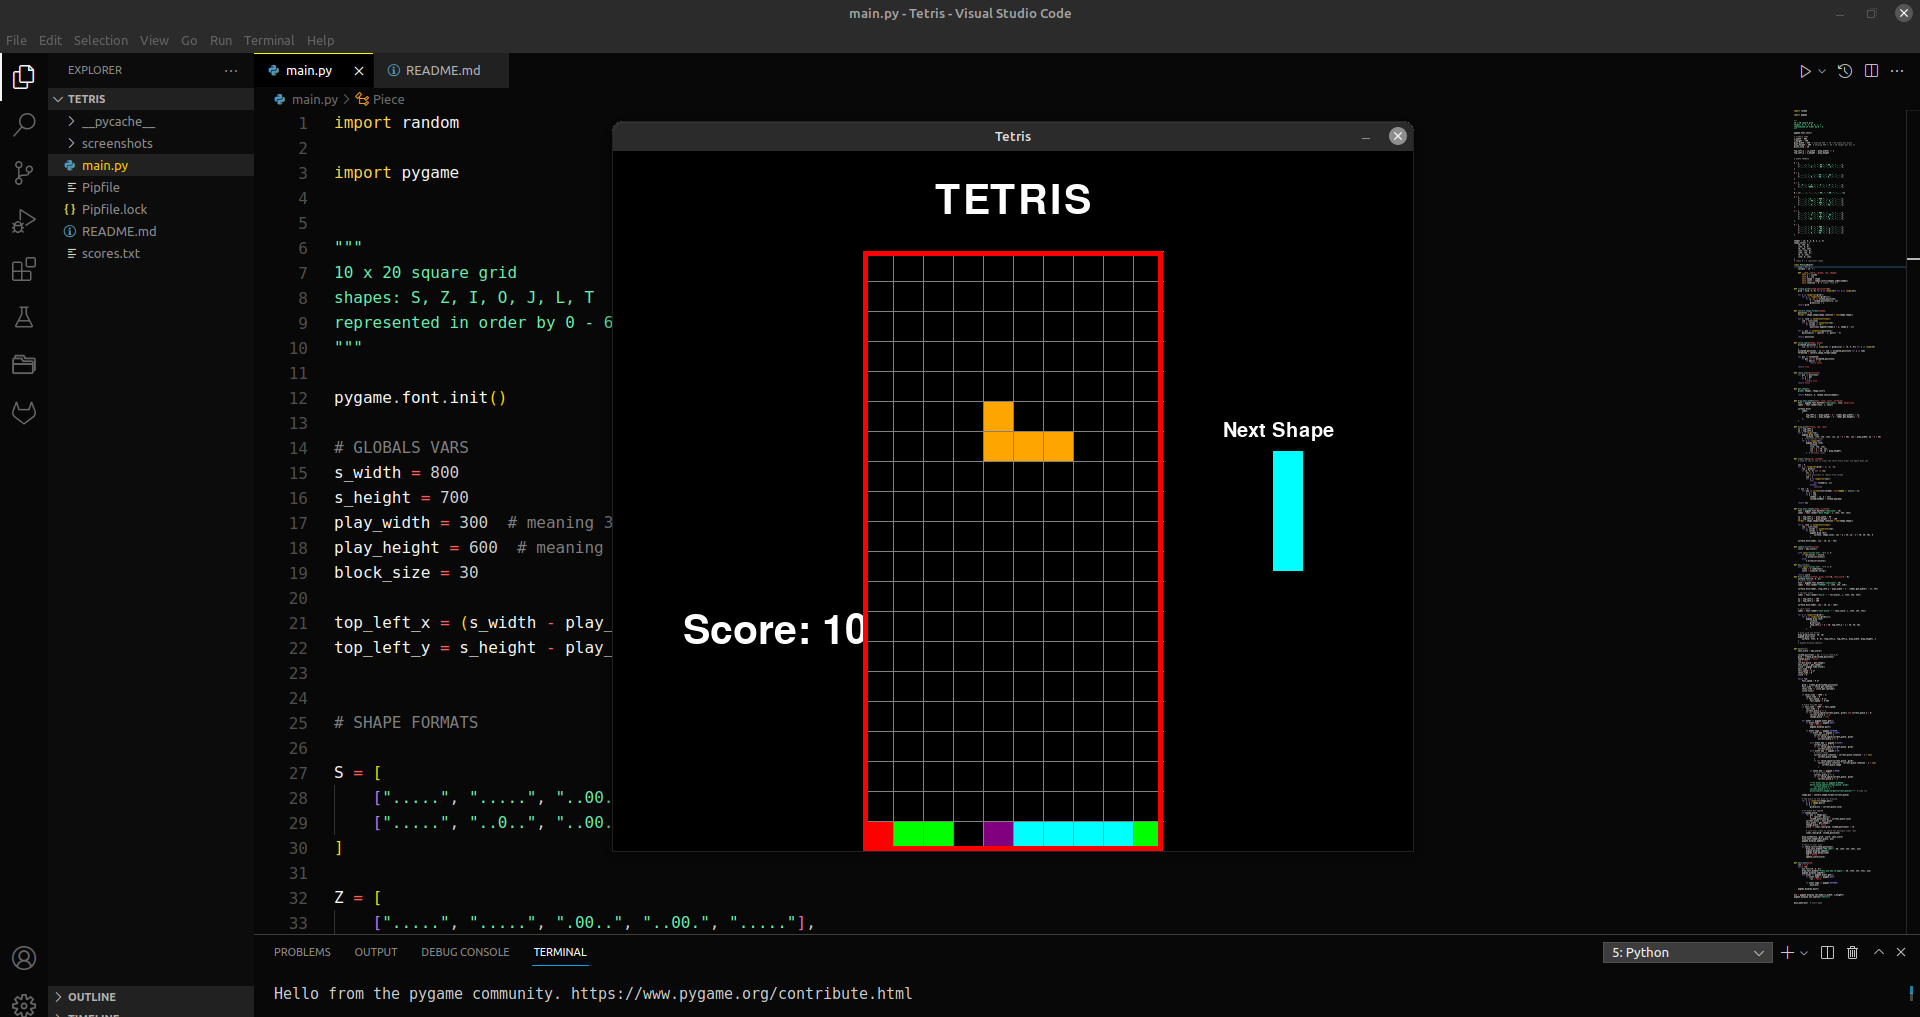 main.py - Tetris - Visual Studio Code
File Edit Selection View Go Run Terminal Help
EXPLORER
TETRIS
__pycache__
screenshots
main.py
Pipfile
Pipfile.lock
README.md
scores.txt
OUTLINE
main.py
README.md
main.py > Piece
1 import random
2
3 import pygame
4
5
6 """
7 10 x 20 square grid
8 shapes: S, Z, I, O, J, L, T
9 represented in order by 0 - 6
10 """
11
12 pygame.font.init()
13
14 # GLOBALS VARS
15 s_width = 800
16 s_height = 700
17 play_width = 300  # meaning 3
18 play_height = 600  # meaning
19 block_size = 30
20
21 top_left_x = (s_width - play_
22 top_left_y = s_height - play_
23
24
25 # SHAPE FORMATS
26
27 S = [
28 [".....", ".....", "..00.
29 [".....", "..0..", "..00.
30 ]
31
32 Z = [
33 [".....", ".....", ".00..", "..00.", "....."],
Tetris
TETRIS
Next Shape
Score: 10
PROBLEMS OUTPUT DEBUG CONSOLE TERMINAL
5: Python
Hello from the pygame community. https://www.pygame.org/contribute.html